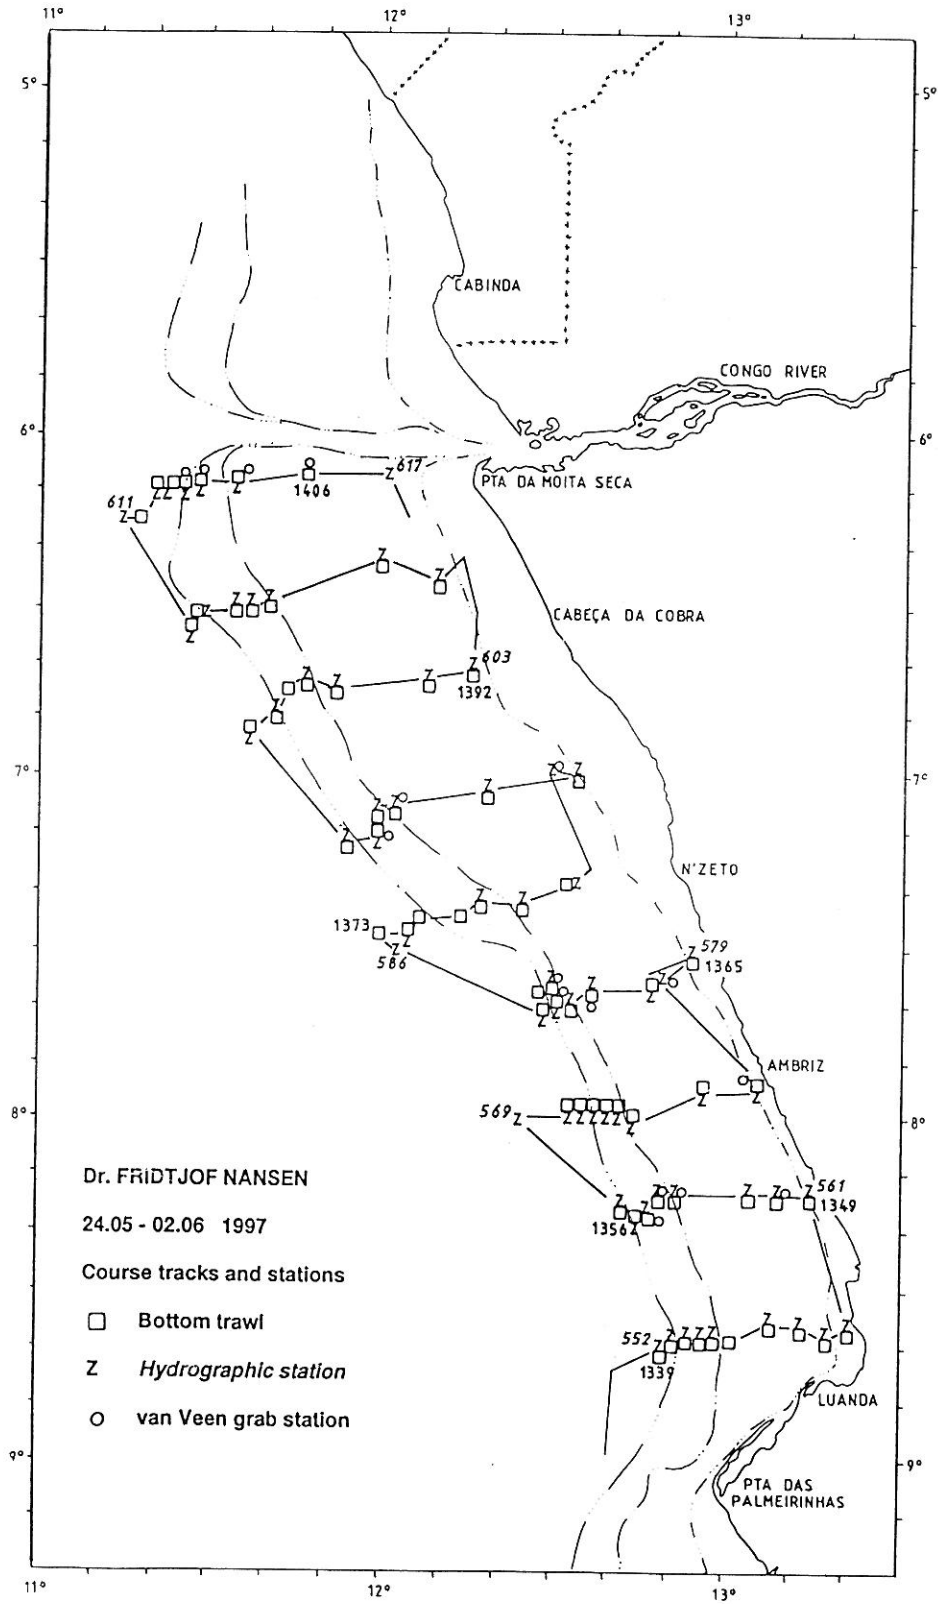 11° 12° 13°
5° 5°
CABINDA
CONGO RIVER
6° 6°
617
PTA DA MOITA SECA
1406
611
CABEÇA DA COBRA
603
1392
7° 7°
N'ZETO
1373
586
579
1365
AMBRIZ
569
8° 8°
561
1349
1356
Dr. FRIDTJOF NANSEN
24.05 - 02.06 1997
Course tracks and stations
Bottom trawl
Z Hydrographic station
van Veen grab station
552
1339
LUANDA
9° 9°
PTA DAS
PALMEIRINHAS
11° 12° 13°